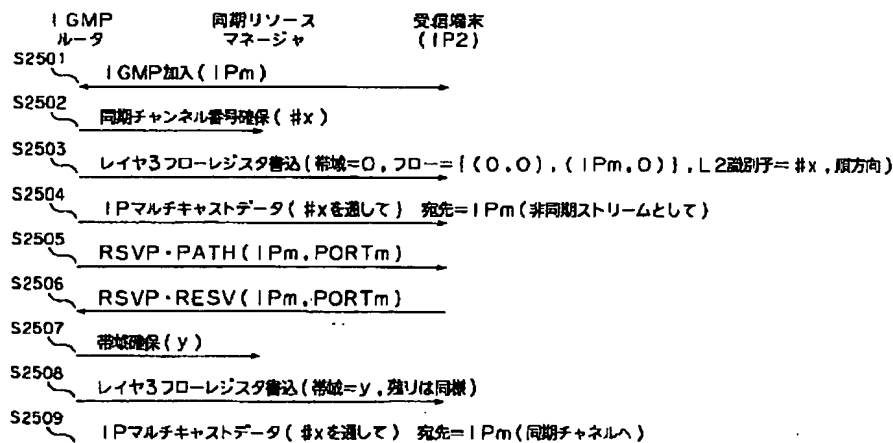 IGMP
ルータ
同期リソース
マネージャ
受信端末
(IP2)
S2501
IGMP加入(IPm)
S2502
同期チャンネル番号確保(#x)
S2503
レイヤ3フローレジスタ書込(帯域=0,フロー={(0,0),(IPm,0)},L2識別子=#x,順方向)
S2504
IPマルチキャストデータ(#xを通して) 宛先=IPm(非同期ストリームとして)
S2505
RSVP・PATH(IPm,PORTm)
S2506
RSVP・RESV(IPm,PORTm)
S2507
帯域確保(y)
S2508
レイヤ3フローレジスタ書込(帯域=y,残りは同様)
S2509
IPマルチキャストデータ(#xを通して) 宛先=IPm(同期チャネルへ)